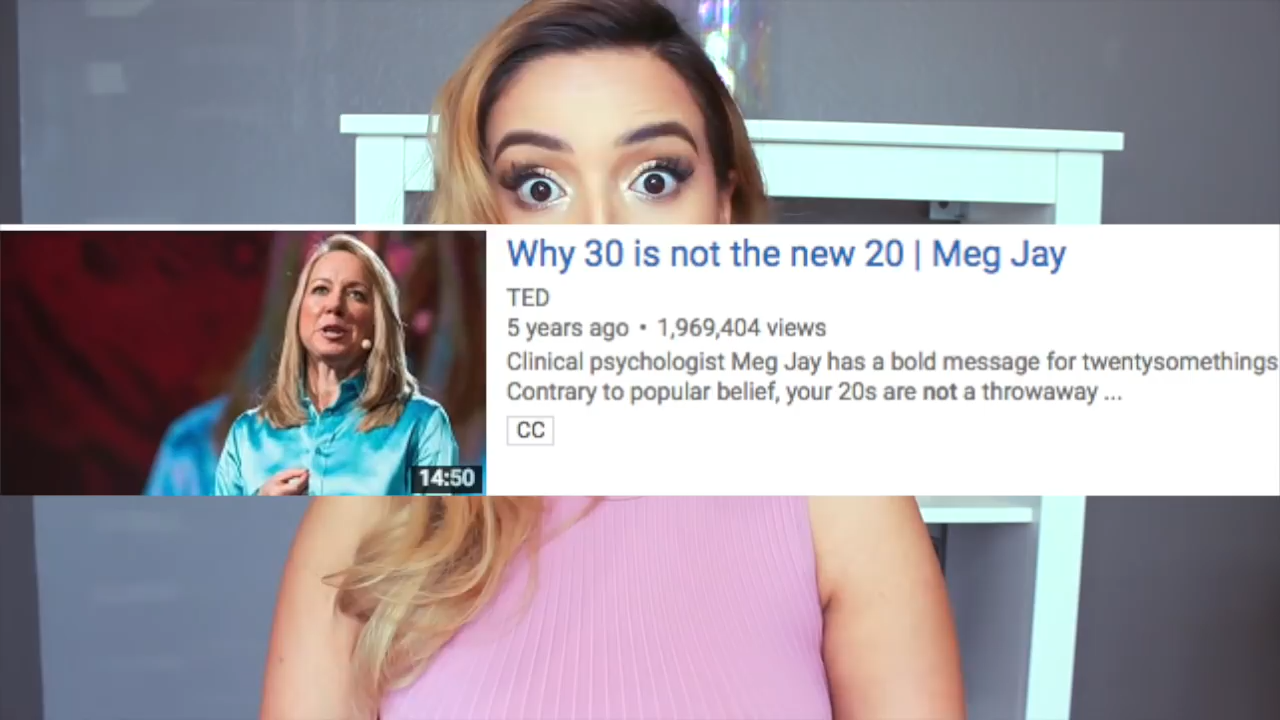 Why 30 is not the new 20 | Meg Jay
TED
5 years ago • 1,969,404 views
Clinical psychologist Meg Jay has a bold message for twentysomethings
Contrary to popular belief, your 20s are not a throwaway ...
CC
14:50